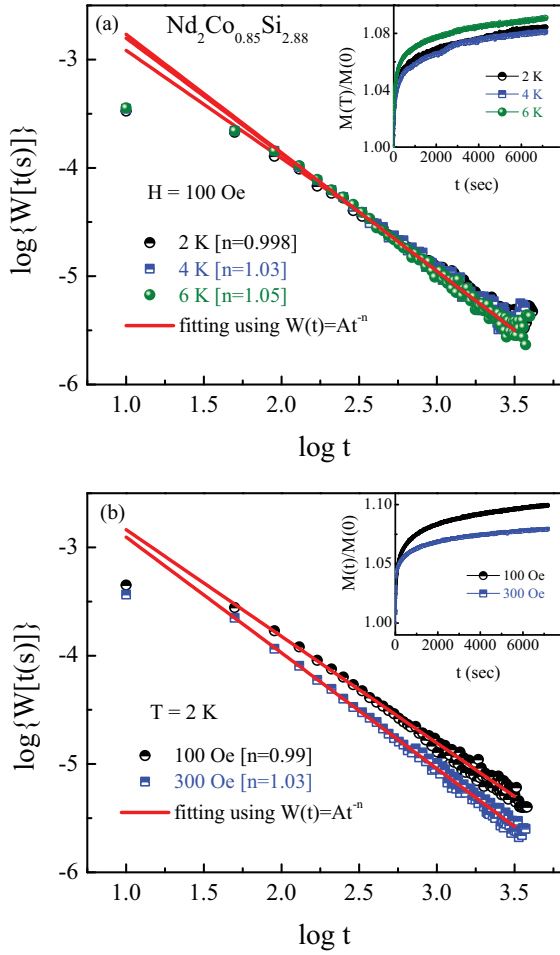 (a)
Nd2Co0.85Si2.88
M(T)/M(0)
1.08
1.04
1.00
2 K
4 K
6 K
0 2000 4000 6000
t (sec)
log{W[t(s)]}
-3
-4
-5
-6
H = 100 Oe
2 K [n=0.998]
4 K [n=1.03]
6 K [n=1.05]
fitting using W(t)=At^-n
1.0 1.5 2.0 2.5 3.0 3.5
log t
(b)
M(t)/M(0)
1.10
1.05
1.00
100 Oe
300 Oe
0 2000 4000 6000
t (sec)
log{W[t(s)]}
-3
-4
-5
-6
T = 2 K
100 Oe [n=0.99]
300 Oe [n=1.03]
fitting using W(t)=At^-n
1.0 1.5 2.0 2.5 3.0 3.5
log t